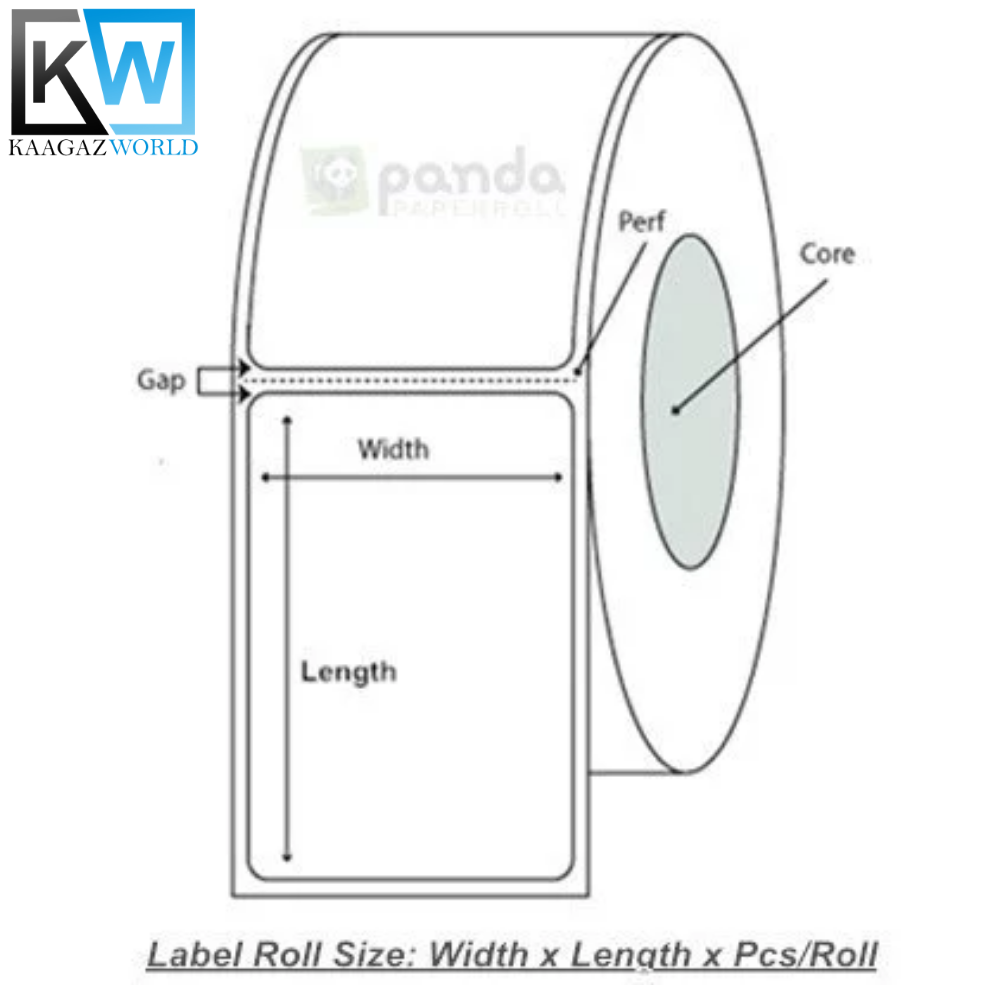 KW
KAAGAZWORLD
panda
PAPERROLL
Perf
Core
Gap
Width
Length
Label Roll Size: Width x Length x Pcs/Roll